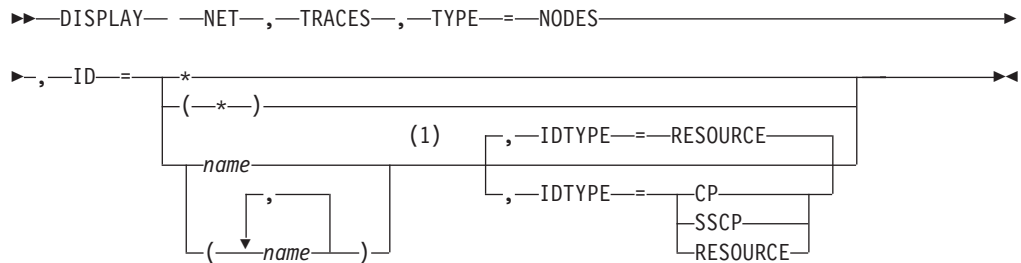 DISPLAY NET , TRACES , TYPE = NODES
, ID = *
( * )
(1) , IDTYPE = RESOURCE
name
, , IDTYPE = CP
SSCP
( name ) RESOURCE